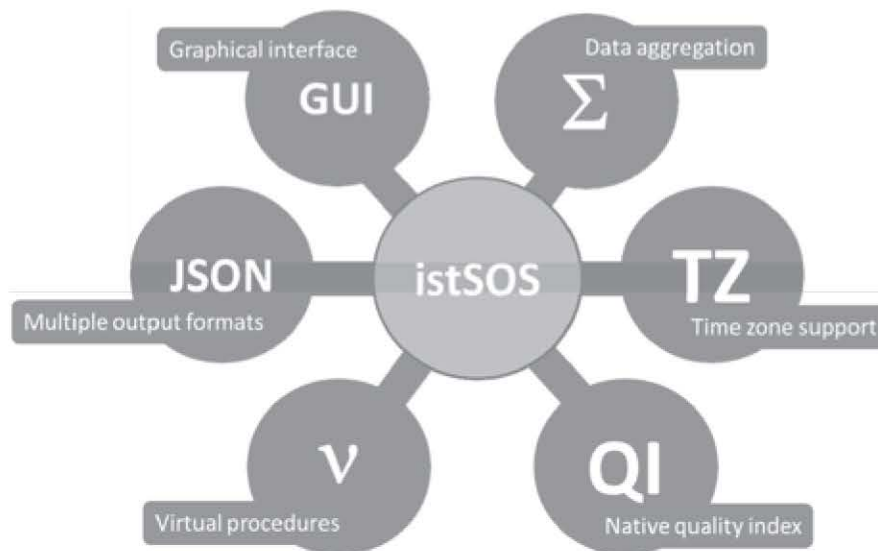 Graphical interface
GUI
Data aggregation
Σ
JSON
Multiple output formats
istSOS
TZ
Time zone support
ν
Virtual procedures
QI
Native quality index